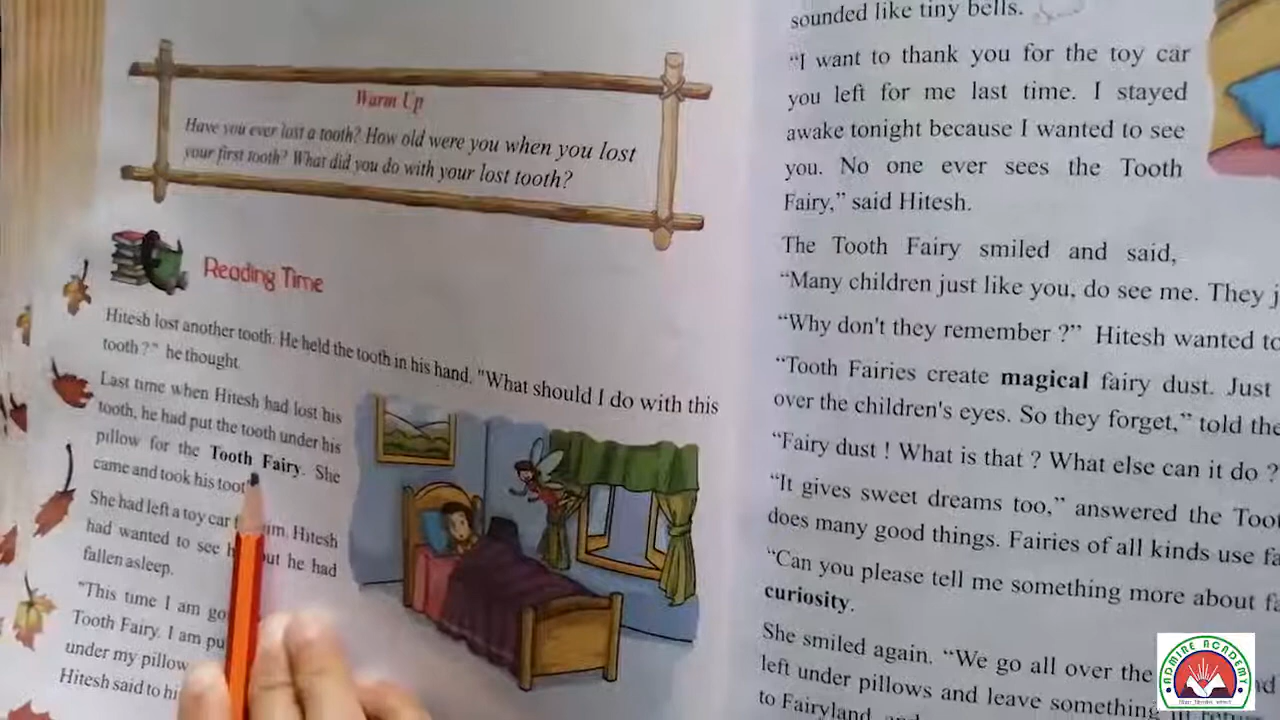 Warm Up
Have you ever lost a tooth? How old were you when you lost
your first tooth? What did you do with your lost tooth?
Reading Time
Hitesh lost another tooth. He held the tooth in his hand. "What should I do with this
tooth ?" he thought.
Last time when Hitesh had lost his
tooth, he had put the tooth under his
pillow for the Tooth Fairy. She
came and took his
She had left a toy car Hitesh
had wanted to see but he had
fallen asleep.
"This time I am
Tooth Fairy. I am
under my pillow
Hitesh said to
sounded like tiny bells.
"I want to thank you for the toy car
you left for me last time. I stayed
awake tonight because I wanted to see
you. No one ever sees the Tooth
Fairy," said Hitesh.
The Tooth Fairy smiled and said,
"Many children just like you, do see me. They
"Why don't they remember ?" Hitesh wanted
"Tooth Fairies create magical fairy dust. Just
over the children's eyes. So they forget," told
"Fairy dust ! What is that ? What else can it do ?
"It gives sweet dreams too," answered the
does many good things. Fairies of all kinds use
"Can you please tell me something more about
curiosity.
She smiled again. "We go all over the
left under pillows and leave something
to Fairyland
ADMIRE ACADEMY